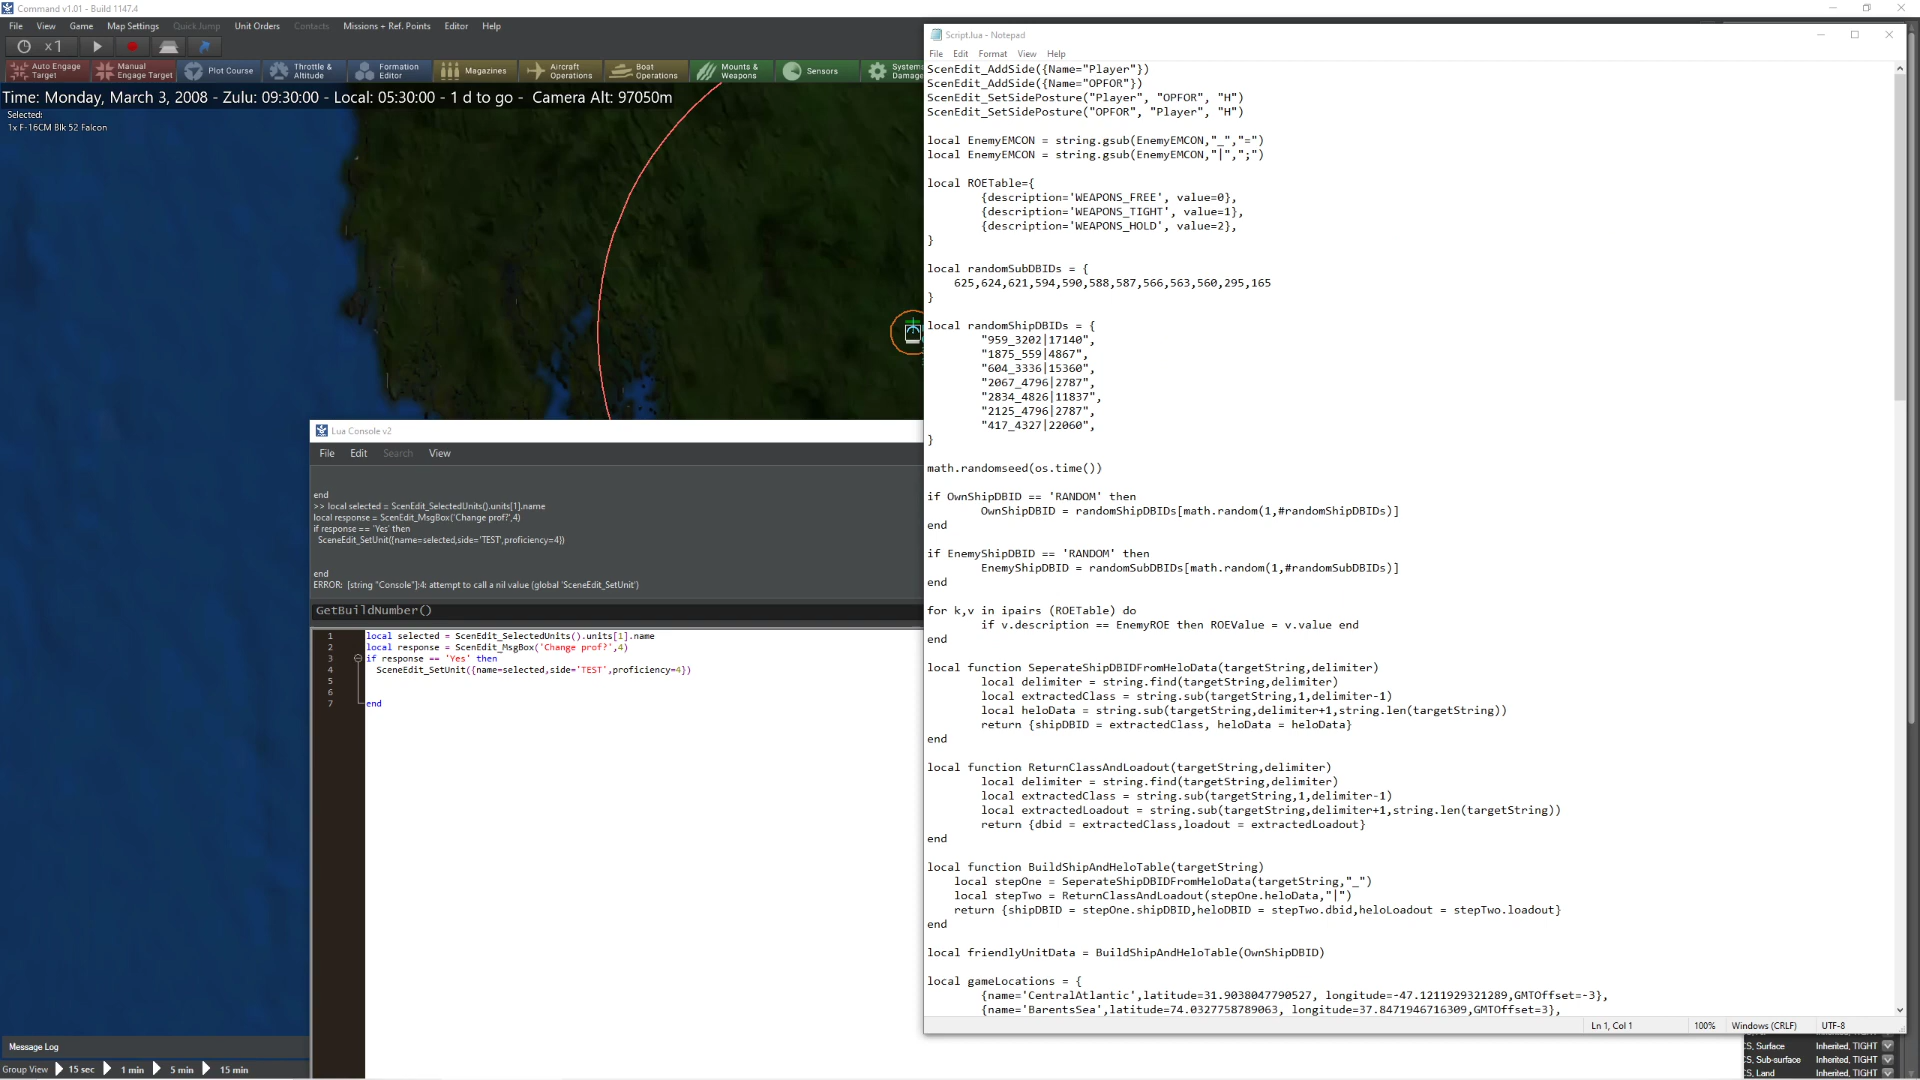 Command v1.01 - Build 1147.4
File View Game Map Settings Quick Jump Unit Orders Contacts Missions + Ref. Points Editor Help
x1
Auto Engage Target
Manual Engage Target
Plot Course
Throttle & Altitude
Formation Editor
Magazines
Aircraft Operations
Boat Operations
Mounts & Weapons
Sensors
Systems
Damage
Time: Monday, March 3, 2008 - Zulu: 09:30:00 - Local: 05:30:00 - 1 d to go - Camera Alt: 97050m
Selected:
1x F-16CM Blk 52 Falcon
Lua Console v2
File Edit Search View
end
>> local selected = ScenEdit_SelectedUnits().units[1].name
local response = ScenEdit_MsgBox('Change prof?',4)
if response == 'Yes' then
SceneEdit_SetUnit({name=selected,side='TEST',proficiency=4})
end
ERROR: [string "Console"]:4: attempt to call a nil value (global 'SceneEdit_SetUnit')
GetBuildNumber()
1 local selected = ScenEdit_SelectedUnits().units[1].name
2 local response = ScenEdit_MsgBox('Change prof?',4)
3 if response == 'Yes' then
4 SceneEdit_SetUnit({name=selected,side='TEST',proficiency=4})
5
6
7 end
Message Log
Group View 15 sec 1 min 5 min 15 min
Script.lua - Notepad
File Edit Format View Help
ScenEdit_AddSide({Name="Player"})
ScenEdit_AddSide({Name="OPFOR"})
ScenEdit_SetSidePosture("Player", "OPFOR", "H")
ScenEdit_SetSidePosture("OPFOR", "Player", "H")
local EnemyEMCON = string.gsub(EnemyEMCON,"_","=")
local EnemyEMCON = string.gsub(EnemyEMCON,"|",";")
local ROETable={
{description='WEAPONS_FREE', value=0},
{description='WEAPONS_TIGHT', value=1},
{description='WEAPONS_HOLD', value=2},
}
local randomSubDBIDs = {
625,624,621,594,590,588,587,566,563,560,295,165
}
local randomShipDBIDs = {
"959_3202|17140",
"1875_559|4867",
"604_3336|15360",
"2067_4796|2787",
"2834_4826|11837",
"2125_4796|2787",
"417_4327|22060",
}
math.randomseed(os.time())
if OwnShipDBID == 'RANDOM' then
OwnShipDBID = randomShipDBIDs[math.random(1,#randomShipDBIDs)]
end
if EnemyShipDBID == 'RANDOM' then
EnemyShipDBID = randomSubDBIDs[math.random(1,#randomSubDBIDs)]
end
for k,v in ipairs (ROETable) do
if v.description == EnemyROE then ROEValue = v.value end
end
local function SeperateShipDBIDFromHeloData(targetString,delimiter)
local delimiter = string.find(targetString,delimiter)
local extractedClass = string.sub(targetString,1,delimiter-1)
local heloData = string.sub(targetString,delimiter+1,string.len(targetString))
return {shipDBID = extractedClass, heloData = heloData}
end
local function ReturnClassAndLoadout(targetString,delimiter)
local delimiter = string.find(targetString,delimiter)
local extractedClass = string.sub(targetString,1,delimiter-1)
local extractedLoadout = string.sub(targetString,delimiter+1,string.len(targetString))
return {dbid = extractedClass,loadout = extractedLoadout}
end
local function BuildShipAndHeloTable(targetString)
local stepOne = SeperateShipDBIDFromHeloData(targetString,"_")
local stepTwo = ReturnClassAndLoadout(stepOne.heloData,"|")
return {shipDBID = stepOne.shipDBID,heloDBID = stepTwo.dbid,heloLoadout = stepTwo.loadout}
end
local friendlyUnitData = BuildShipAndHeloTable(OwnShipDBID)
local gameLocations = {
{name='CentralAtlantic',latitude=31.9038047790527, longitude=-47.1211929321289,GMTOffset=-3},
{name='BarentsSea',latitude=74.0327758789063, longitude=37.8471946716309,GMTOffset=3},
Ln 1, Col 1 100% Windows (CRLF) UTF-8
CS, Surface Inherited, TIGHT
CS, Sub-surface Inherited, TIGHT
CS, Land Inherited, TIGHT